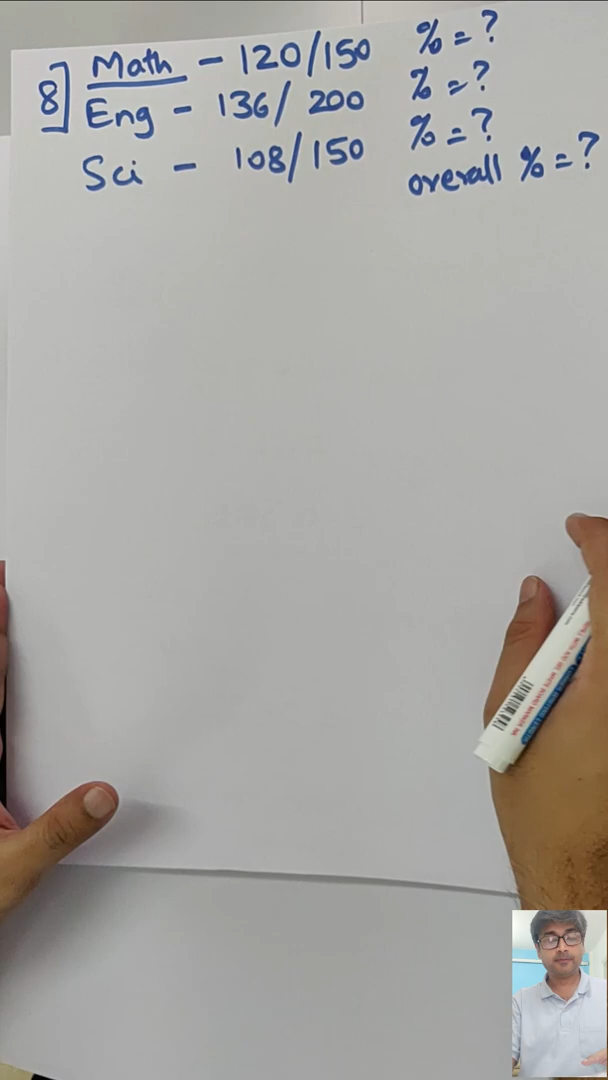 8] Math - 120/150 % = ?
Eng - 136/200 % = ?
Sci - 108/150 % = ?
overall % = ?